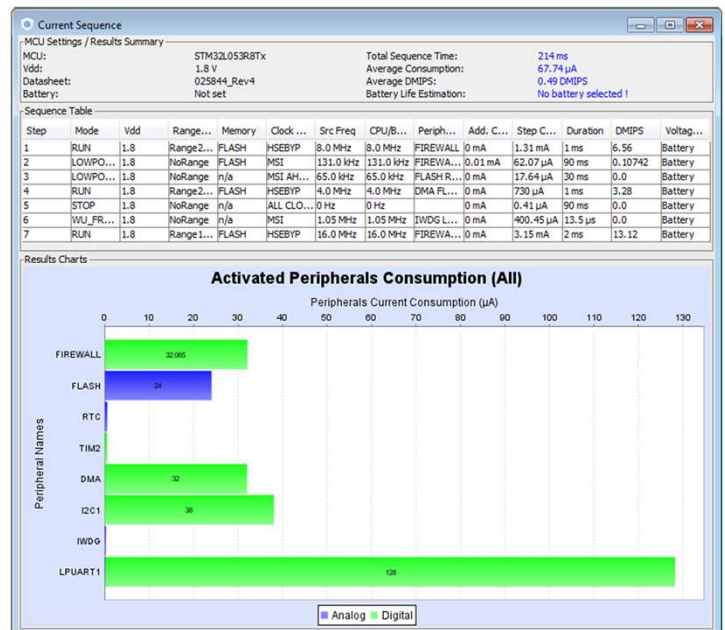 Current Sequence
MCU Settings / Results Summary
MCU: STM32L053R8Tx Total Sequence Time: 214 ms
Vdd: 1.8 V Average Consumption: 67.74 µA
Datasheet: 025844_Rev4 Average DMIPS: 0.49 DMIPS
Battery: Not set Battery Life Estimation: No battery selected !
Sequence Table
Step Mode Vdd Range... Memory Clock ... Src Freq CPU/B... Periph... Add. C... Step C... Duration DMIPS Voltag...
1 RUN 1.8 Range2... FLASH HSEBYP 8.0 MHz 8.0 MHz FIREWALL 0 mA 1.31 mA 1 ms 6.56 Battery
2 LOWPO... 1.8 NoRange FLASH MSI 131.0 kHz 131.0 kHz FIREWA... 0.01 mA 62.07 µA 90 ms 0.10742 Battery
3 LOWPO... 1.8 NoRange n/a MSI AH... 65.0 kHz 65.0 kHz FLASH R... 0 mA 17.64 µA 30 ms 0.0 Battery
4 RUN 1.8 Range2... FLASH HSEBYP 4.0 MHz 4.0 MHz DMA FL... 0 mA 730 µA 1 ms 3.28 Battery
5 STOP 1.8 NoRange n/a ALL CLO... 0 Hz 0 Hz 0 mA 0.41 µA 90 ms 0.0 Battery
6 WU_FR... 1.8 NoRange n/a MSI 1.05 MHz 1.05 MHz IWDG L... 0 mA 400.45 µA 13.5 µs 0.0 Battery
7 RUN 1.8 Range1... FLASH HSEBYP 16.0 MHz 16.0 MHz FIREWA... 0 mA 3.15 mA 2 ms 13.12 Battery
Results Charts
Activated Peripherals Consumption (All)
Peripherals Current Consumption (µA)
0 10 20 30 40 50 60 70 80 90 100 110 120 130
Peripheral Names
FIREWALL 32.065
FLASH 24
RTC
TIM2
DMA 32
I2C1 38
IWDG
LPUART1 128
Analog Digital